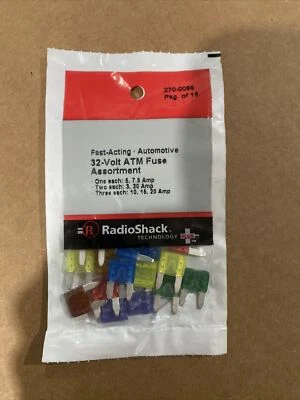 270-0086
Pkg. of 15
Fast-Acting · Automotive
32-Volt ATM Fuse
Assortment
· One each: 5, 7.5 Amp
· Two each: 3, 30 Amp
· Three each: 10, 15, 20 Amp
RadioShack
TECHNOLOGY